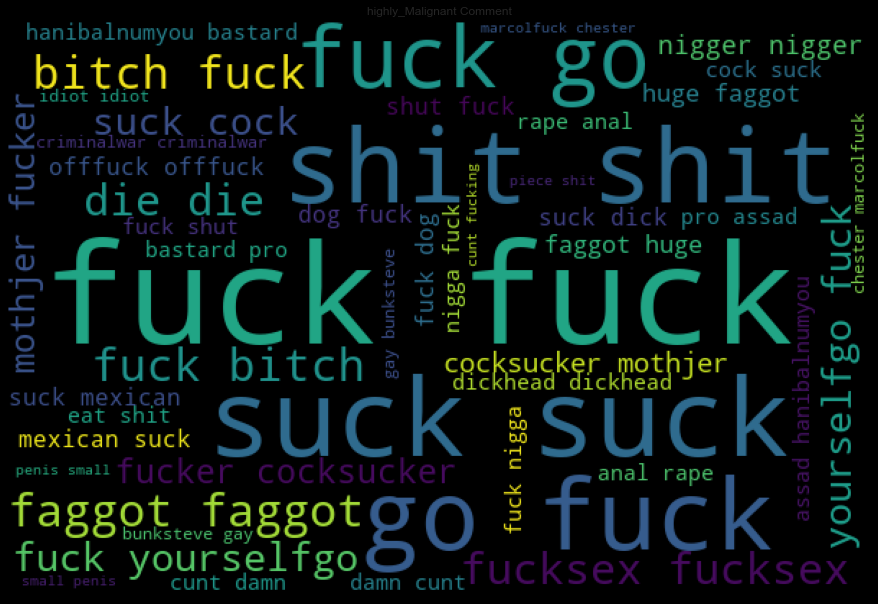 highly_Malignant Comment
hanibalnumyou bastard
fuck go
marcolfuck chester
nigger nigger
bitch fuck
cock suck
idiot idiot
huge faggot
mothjer fucker
suck cock
shut fuck
rape anal
chester marcolfuck
criminalwar criminalwar
shit shit
offfuck offfuck
piece shit
die die
cunt fucking
dog fuck
suck dick
pro assad
fuck shut
nigga fuck
yourselfgo fuck
fuck dog
bastard pro
faggot huge
fuck fuck
gay bunksteve
assad hanibalnumyou
fuck bitch
cocksucker mothjer
dickhead dickhead
suck mexican
suck suck
eat shit
mexican suck
fuck nigga
penis small
fucker cocksucker
anal rape
go fuck
faggot faggot
bunksteve gay
fuck yourselfgo
fucksex fucksex
small penis
cunt damn
damn cunt